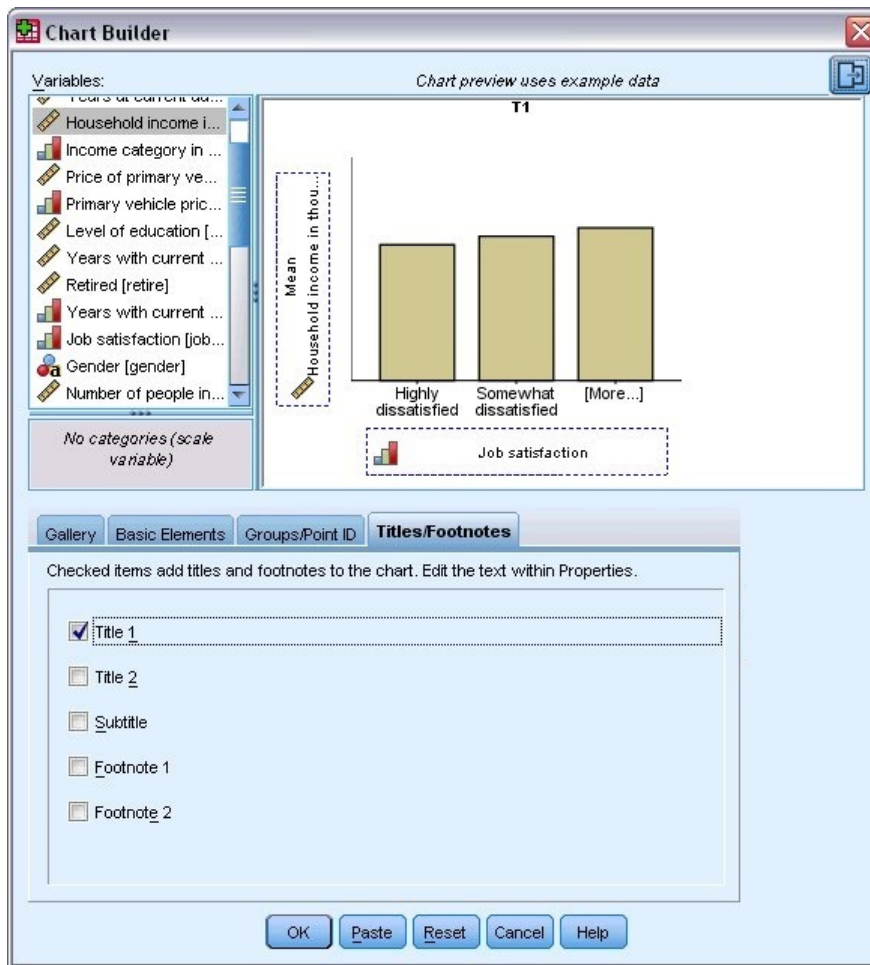 Chart Builder
Variables:
Chart preview uses example data
Household income i...
Income category in ...
Price of primary ve...
Primary vehicle pric...
Level of education [...
Years with current ...
Retired [retire]
Years with current ...
Job satisfaction [job...
Gender [gender]
Number of people in...
No categories (scale
variable)
T1
Mean
Household income in thou...
Highly
dissatisfied
Somewhat
dissatisfied
[More...]
Job satisfaction
Gallery
Basic Elements
Groups/Point ID
Titles/Footnotes
Checked items add titles and footnotes to the chart. Edit the text within Properties.
Title 1
Title 2
Subtitle
Footnote 1
Footnote 2
OK
Paste
Reset
Cancel
Help